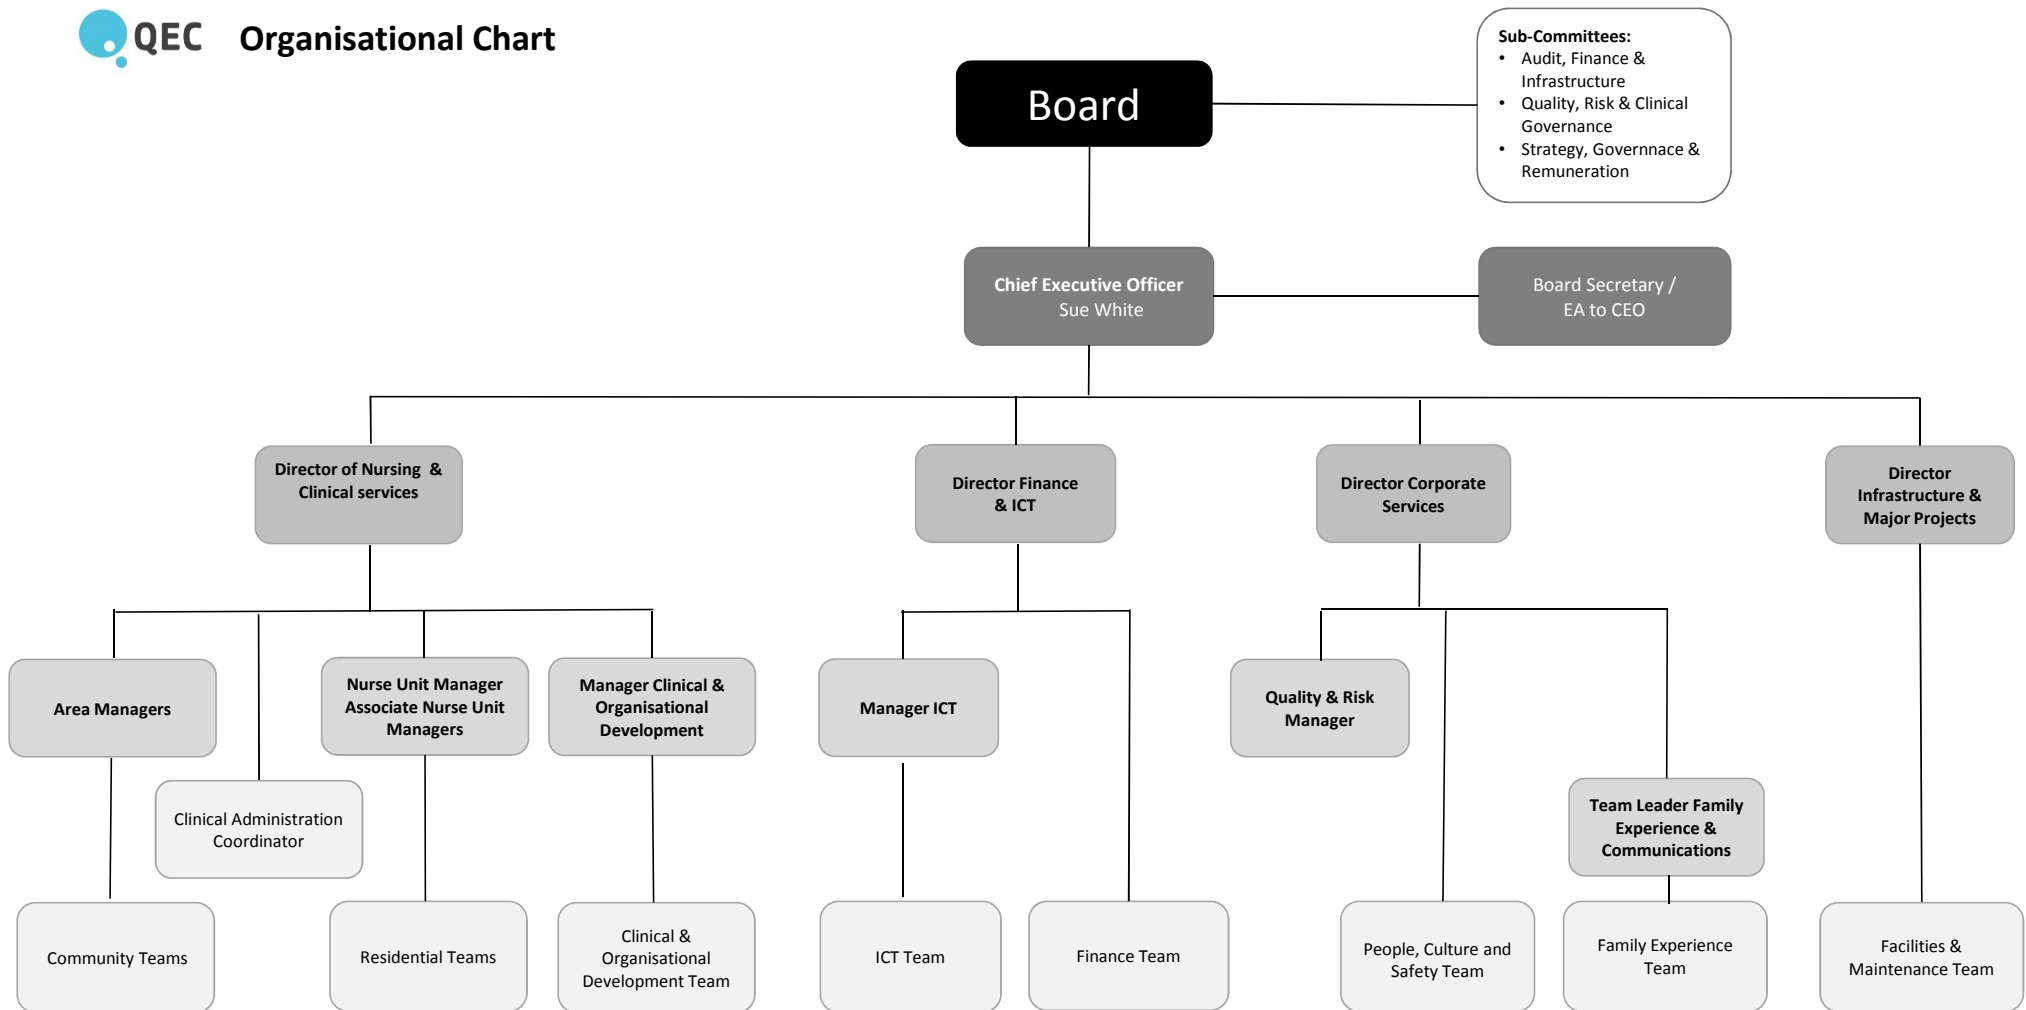 QEC Organisational Chart
Sub-Committees:
• Audit, Finance &
Infrastructure
• Quality, Risk & Clinical
Governance
• Strategy, Governnace &
Remuneration
Board
Chief Executive Officer
Sue White
Board Secretary /
EA to CEO
Director of Nursing &
Clinical services
Director Finance
& ICT
Director Corporate
Services
Director
Infrastructure &
Major Projects
Area Managers
Nurse Unit Manager
Associate Nurse Unit
Managers
Manager Clinical &
Organisational
Development
Manager ICT
Quality & Risk
Manager
Clinical Administration
Coordinator
Team Leader Family
Experience &
Communications
Community Teams
Residential Teams
Clinical &
Organisational
Development Team
ICT Team
Finance Team
People, Culture and
Safety Team
Family Experience
Team
Facilities &
Maintenance Team